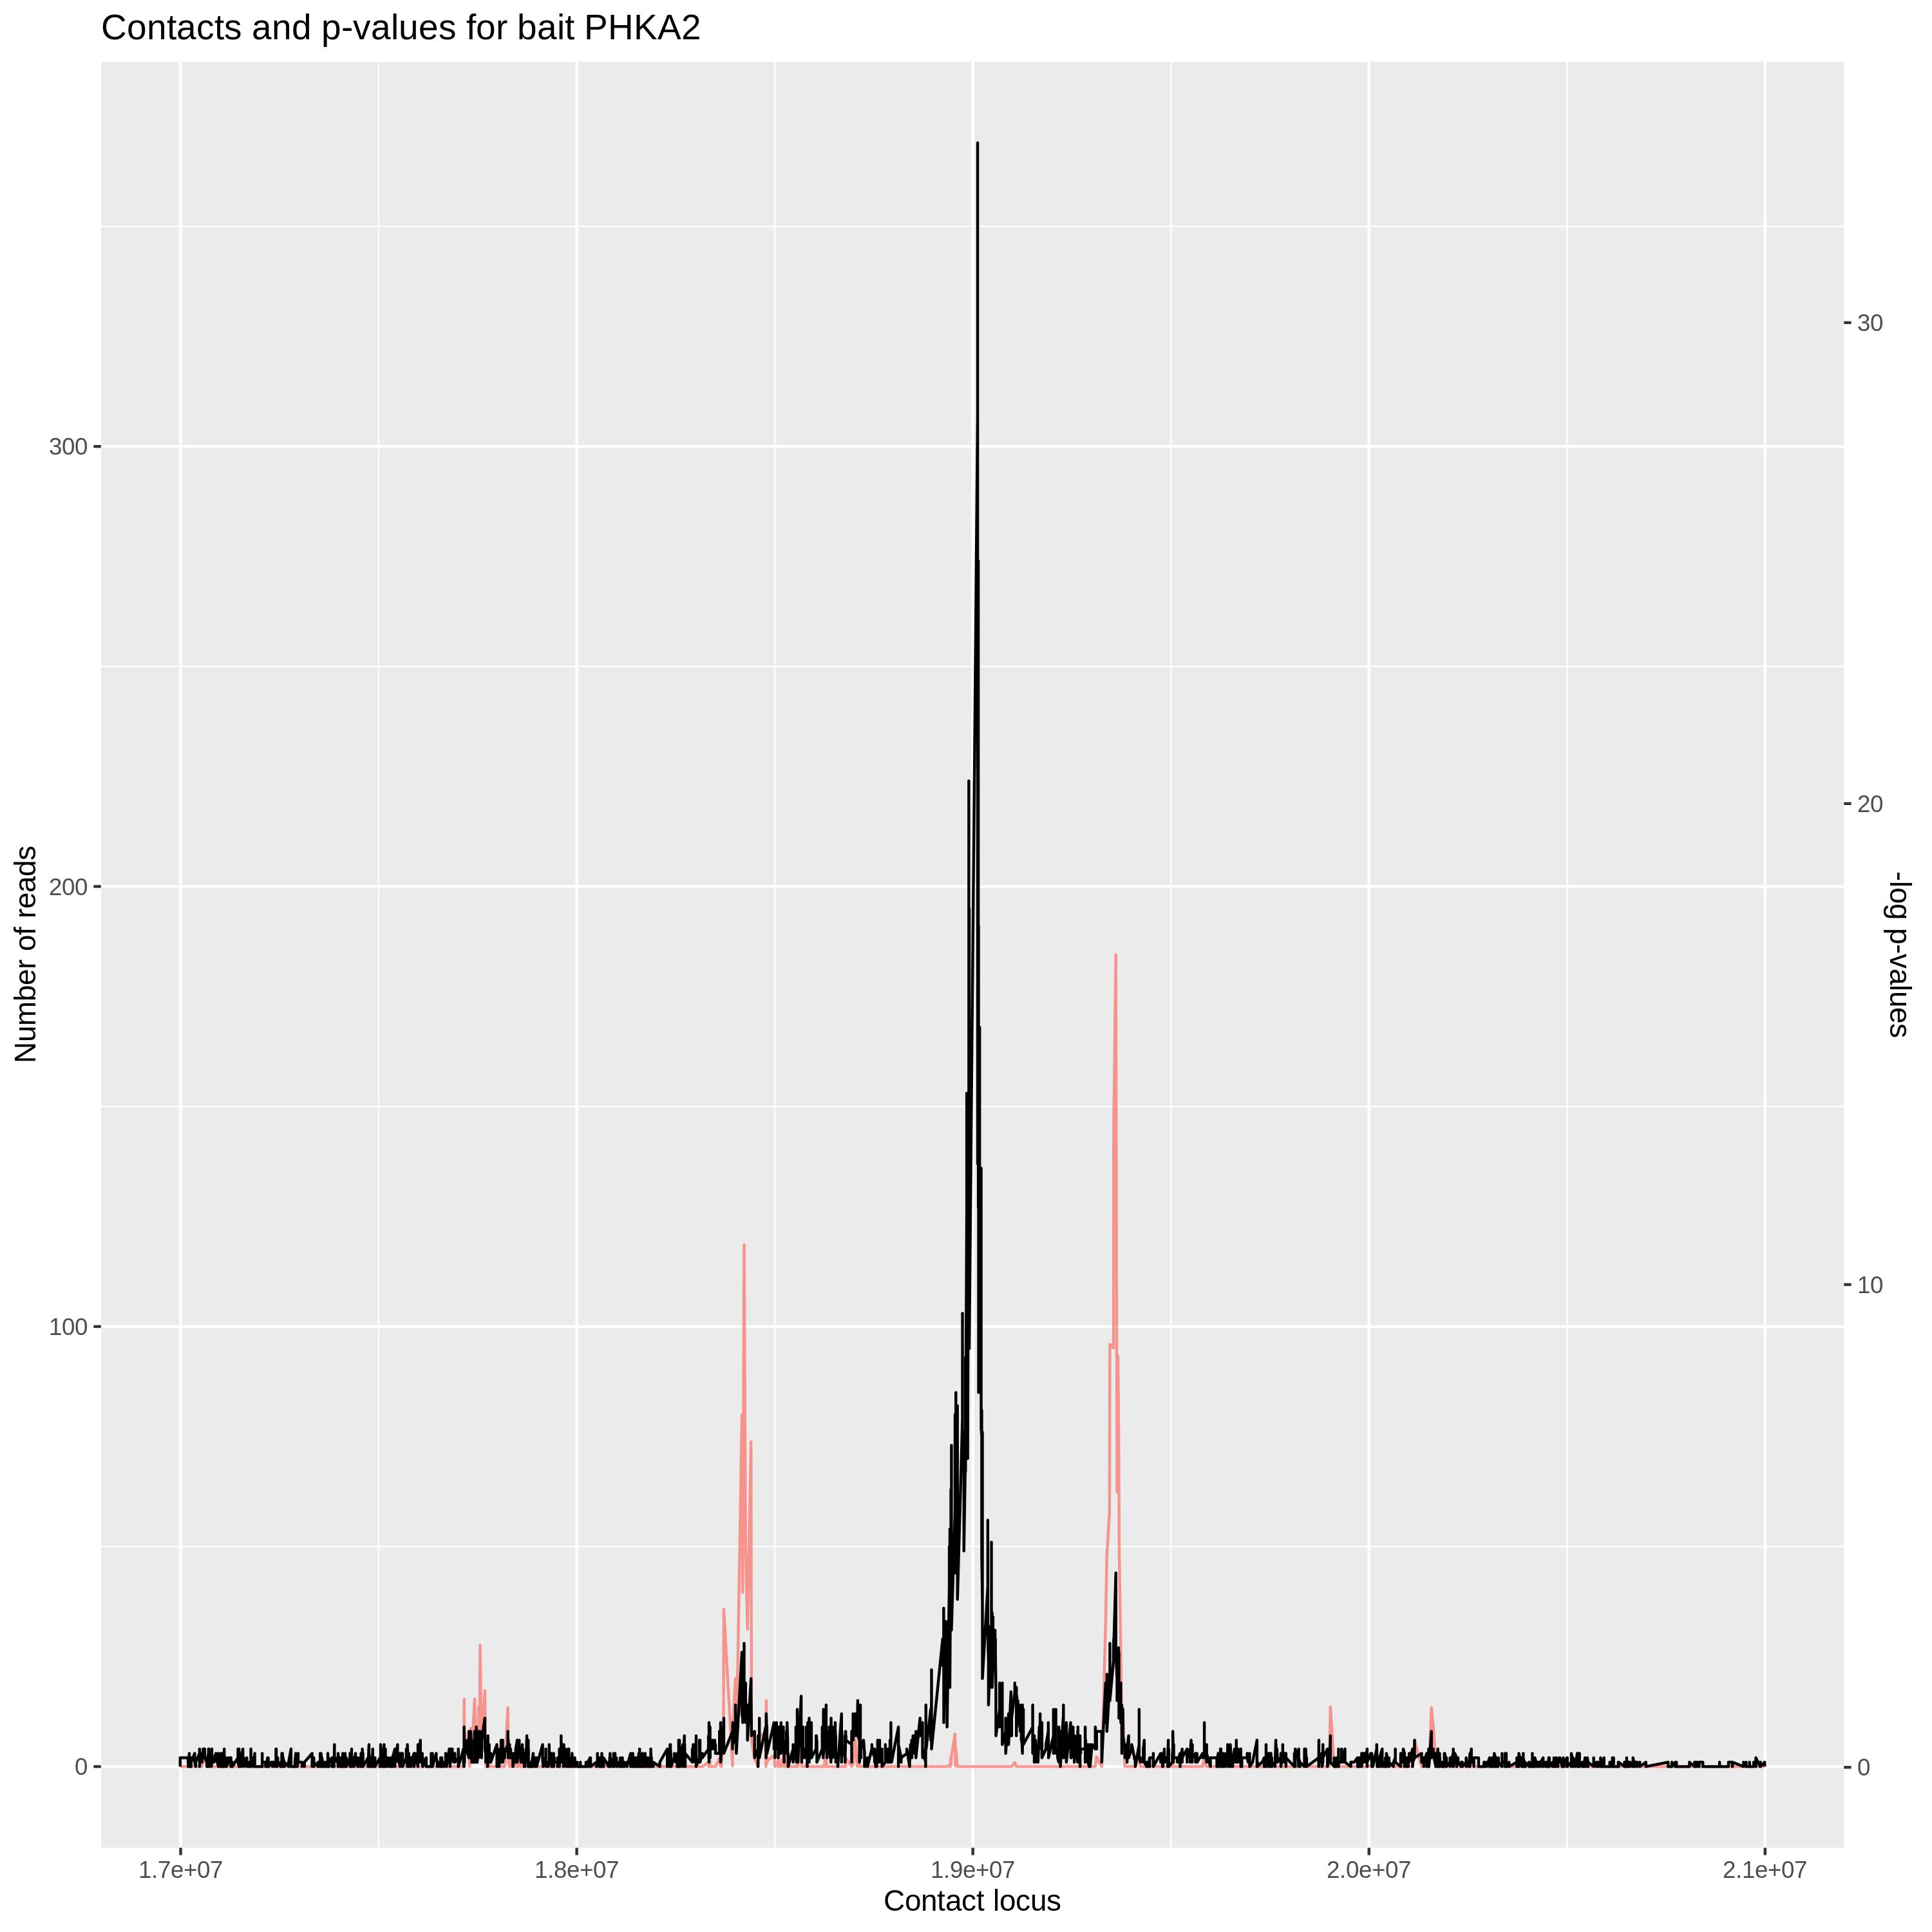 Contacts and p-values for bait PHKA2
300
200
100
0
Number of reads
30
20
10
0
-log p-values
1.7e+07
1.8e+07
1.9e+07
2.0e+07
2.1e+07
Contact locus